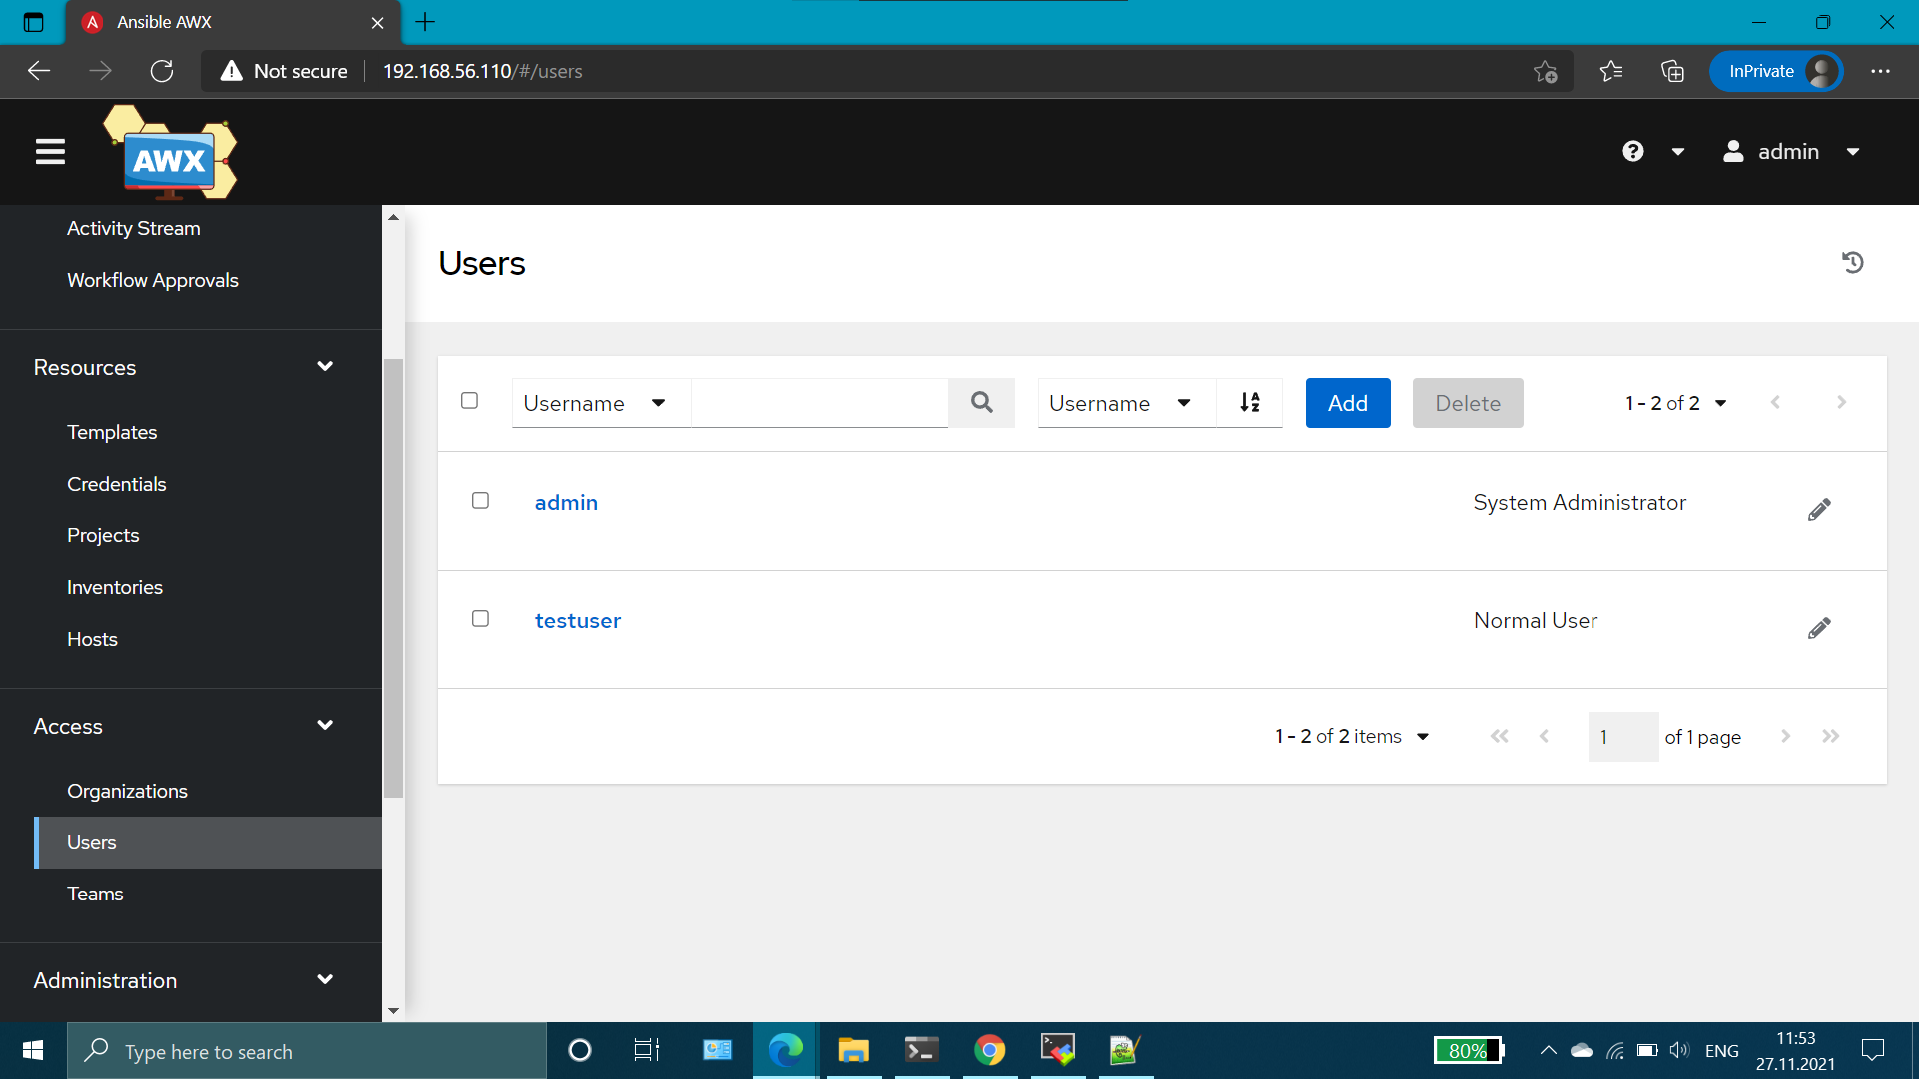 Ansible AWX
Not secure 192.168.56.110/#/users InPrivate
AWX admin
Activity Stream
Workflow Approvals
Resources
Templates
Credentials
Projects
Inventories
Hosts
Access
Organizations
Users
Teams
Administration
Users
Username Username Add Delete 1 - 2 of 2
admin System Administrator
testuser Normal User
1 - 2 of 2 items 1 of 1 page
Type here to search 80% ENG
11:53
27.11.2021